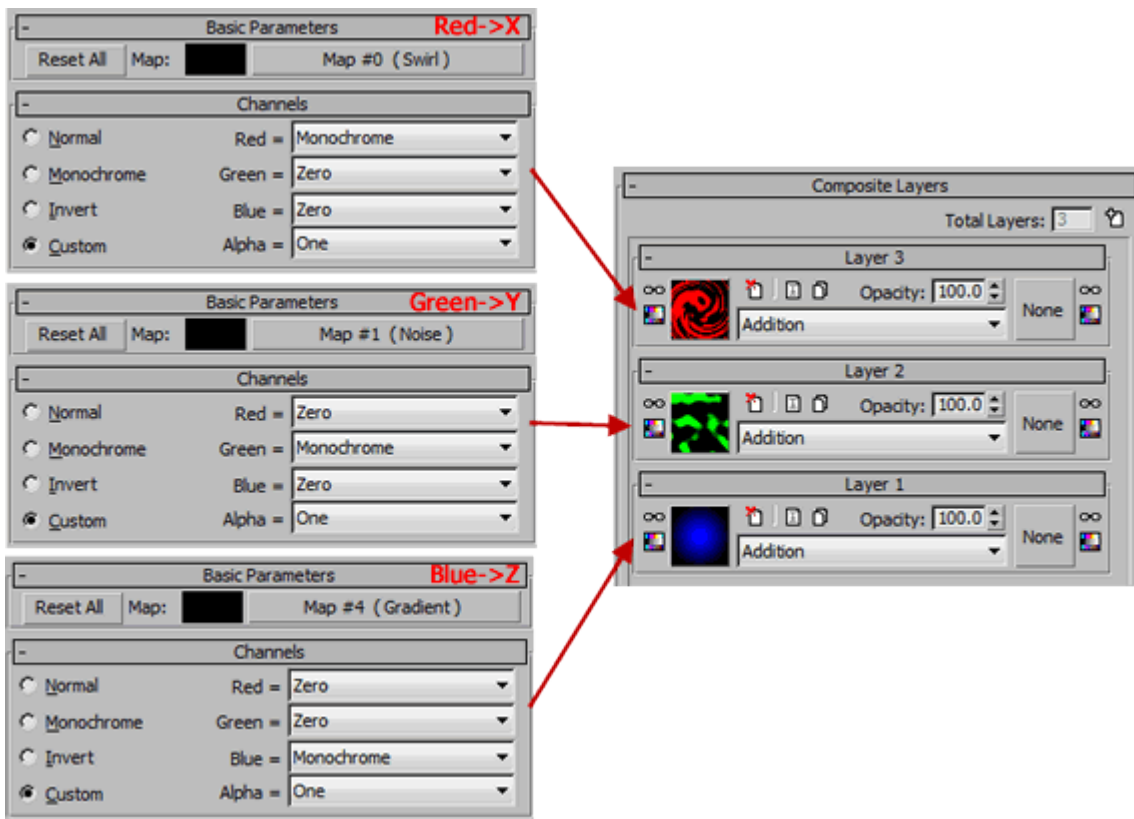 Basic Parameters Red->X
Reset All Map: Map #0 (Swirl)
Channels
Normal Red = Monochrome
Monochrome Green = Zero
Invert Blue = Zero
Custom Alpha = One
Basic Parameters Green->Y
Reset All Map: Map #1 (Noise)
Channels
Normal Red = Zero
Monochrome Green = Monochrome
Invert Blue = Zero
Custom Alpha = One
Basic Parameters Blue->Z
Reset All Map: Map #4 (Gradient)
Channels
Normal Red = Zero
Monochrome Green = Zero
Invert Blue = Monochrome
Custom Alpha = One
Composite Layers
Total Layers: 3
Layer 3
Opacity: 100.0
None
Addition
Layer 2
Opacity: 100.0
None
Addition
Layer 1
Opacity: 100.0
None
Addition